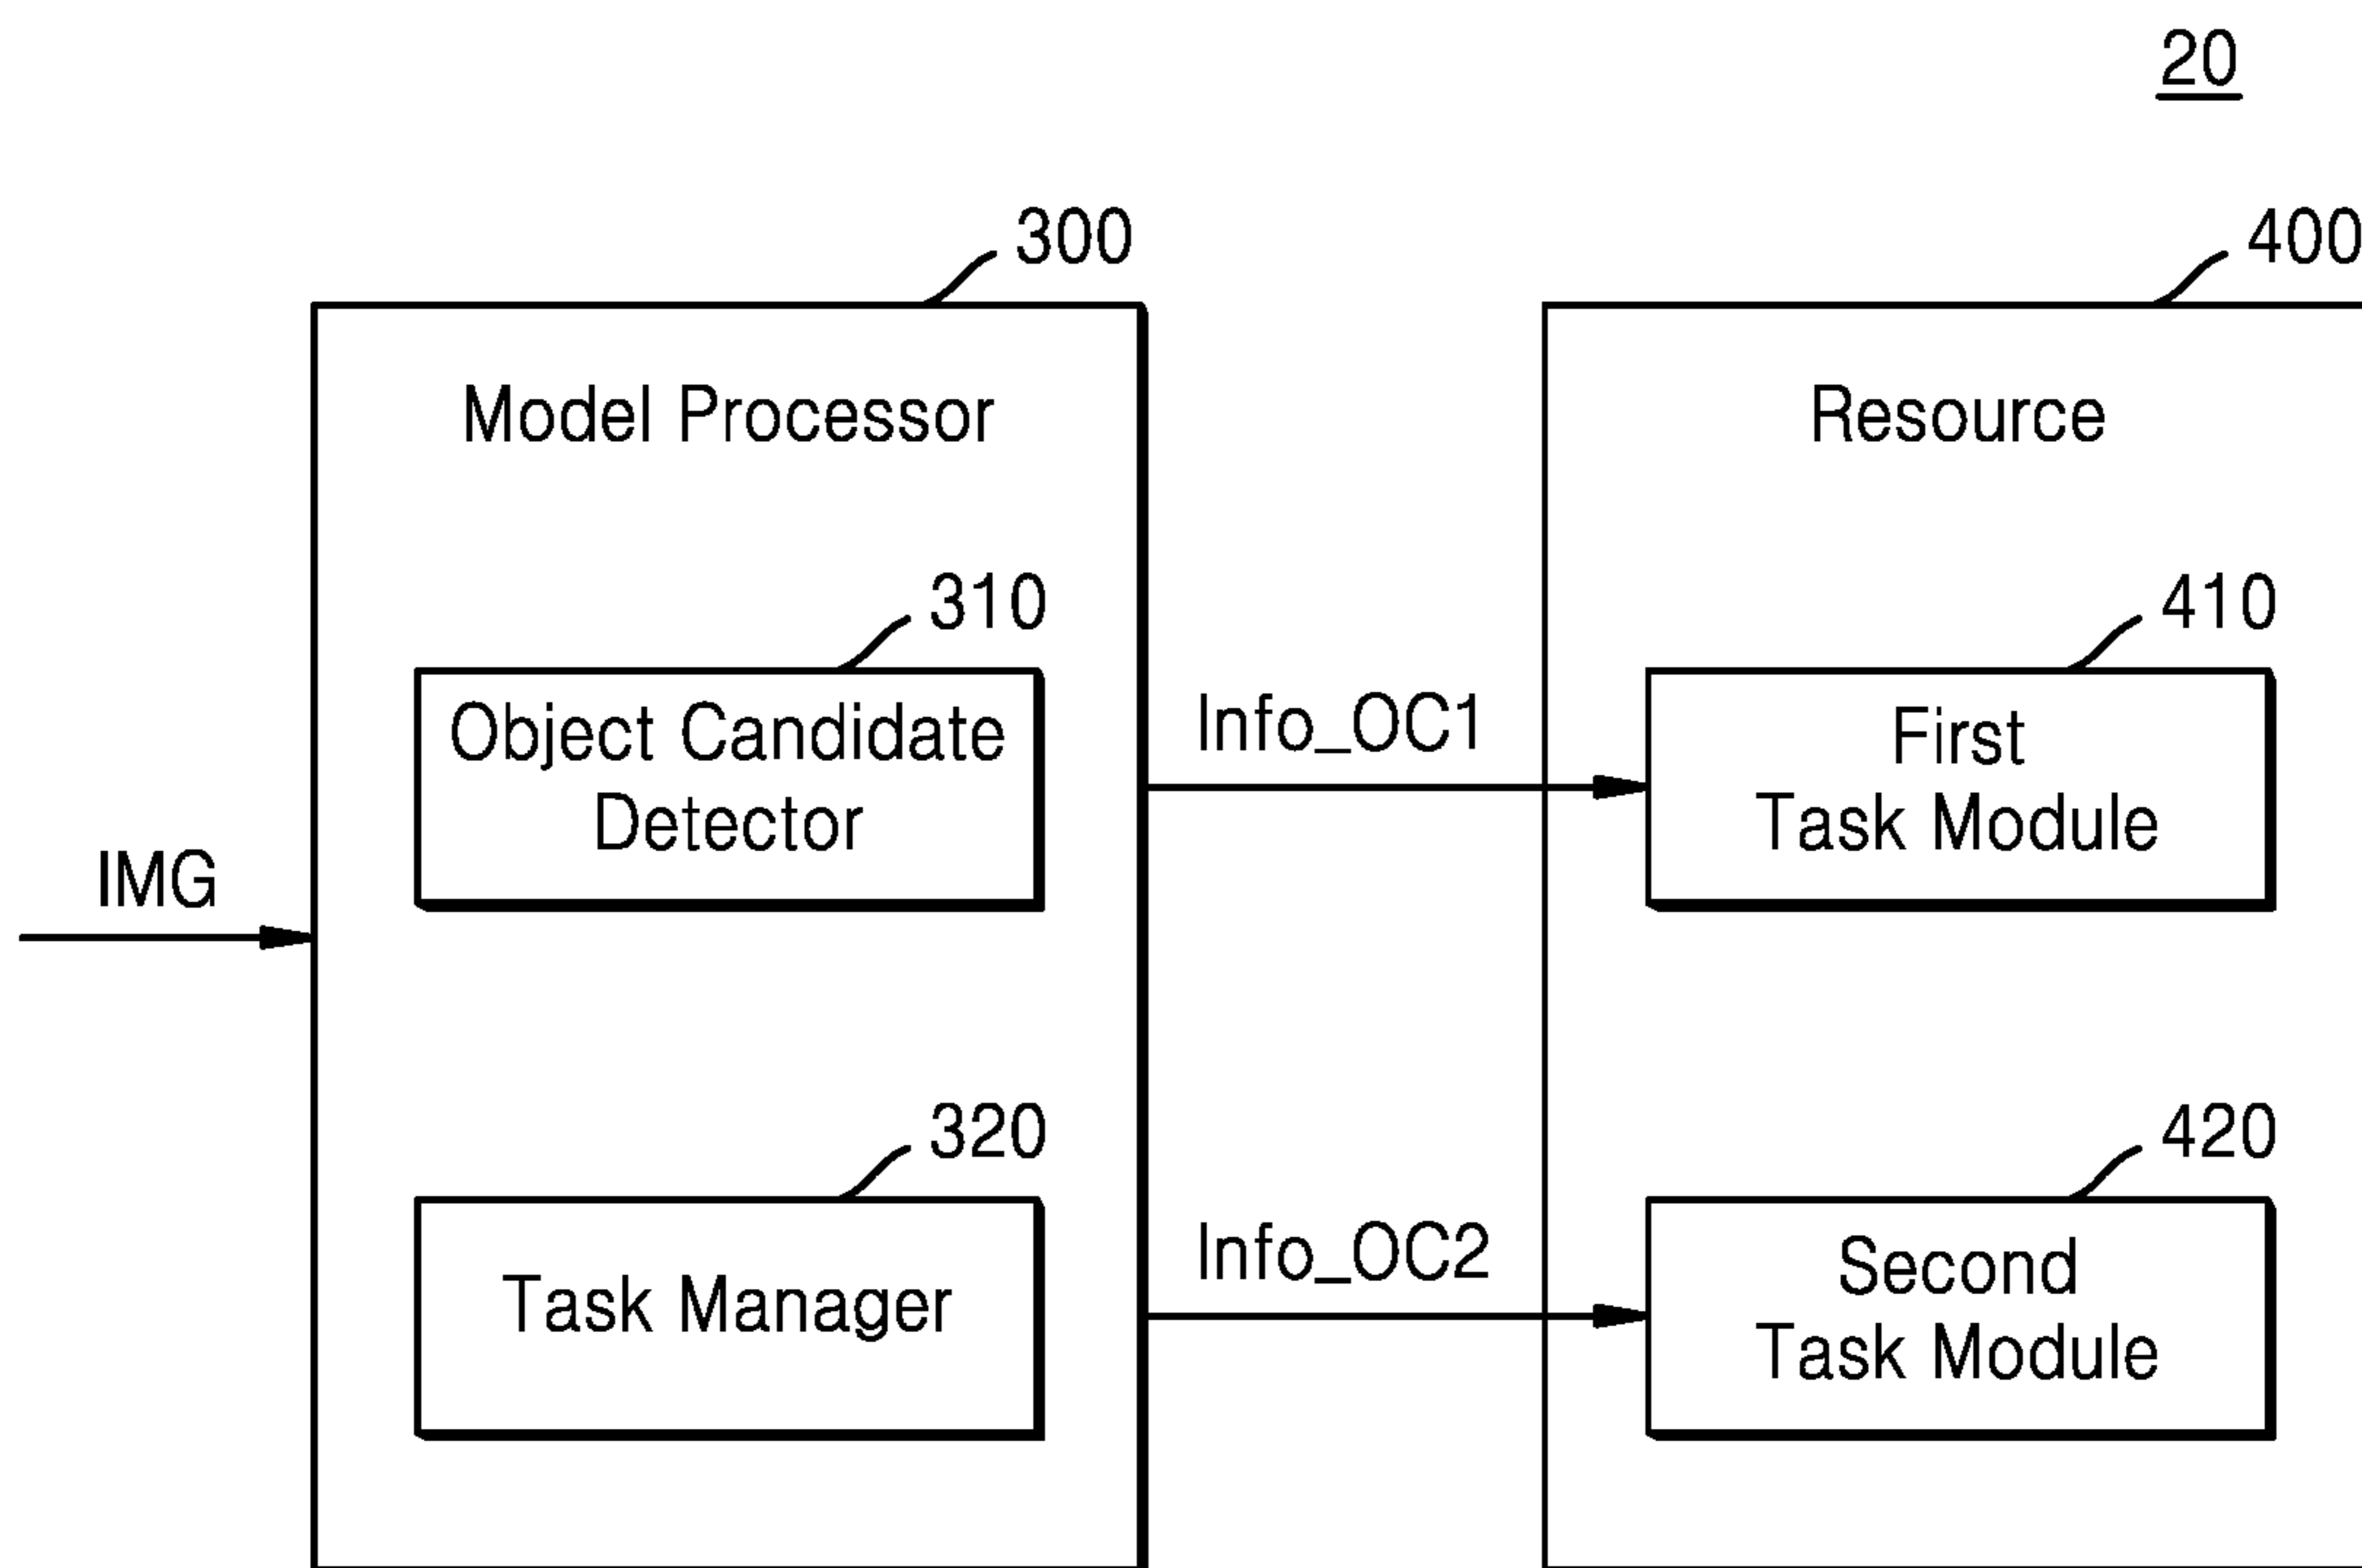 20
300
400
Model Processor
Resource
310
410
Object Candidate
Detector
Info_OC1
First
Task Module
IMG
320
420
Task Manager
Info_OC2
Second
Task Module